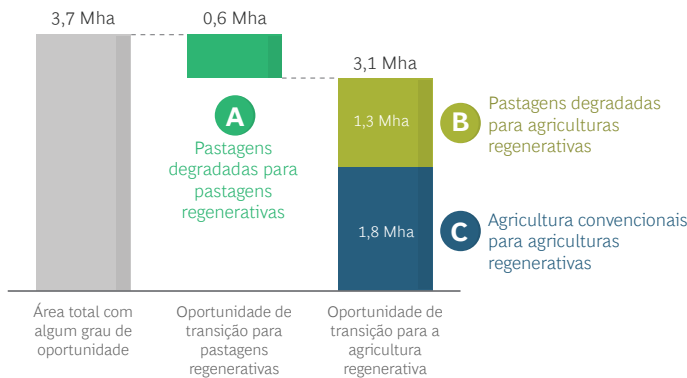 3,7 Mha
0,6 Mha
3,1 Mha
A
Pastagens
degradadas para
pastagens
regenerativas
1,3 Mha
B
Pastagens degradadas
para agriculturas
regenerativas
1,8 Mha
C
Agricultura convencionais
para agriculturas
regenerativas
Área total com
algum grau de
oportunidade
Oportunidade de
transição para
pastagens
regenerativas
Oportunidade de
transição para a
agricultura
regenerativa